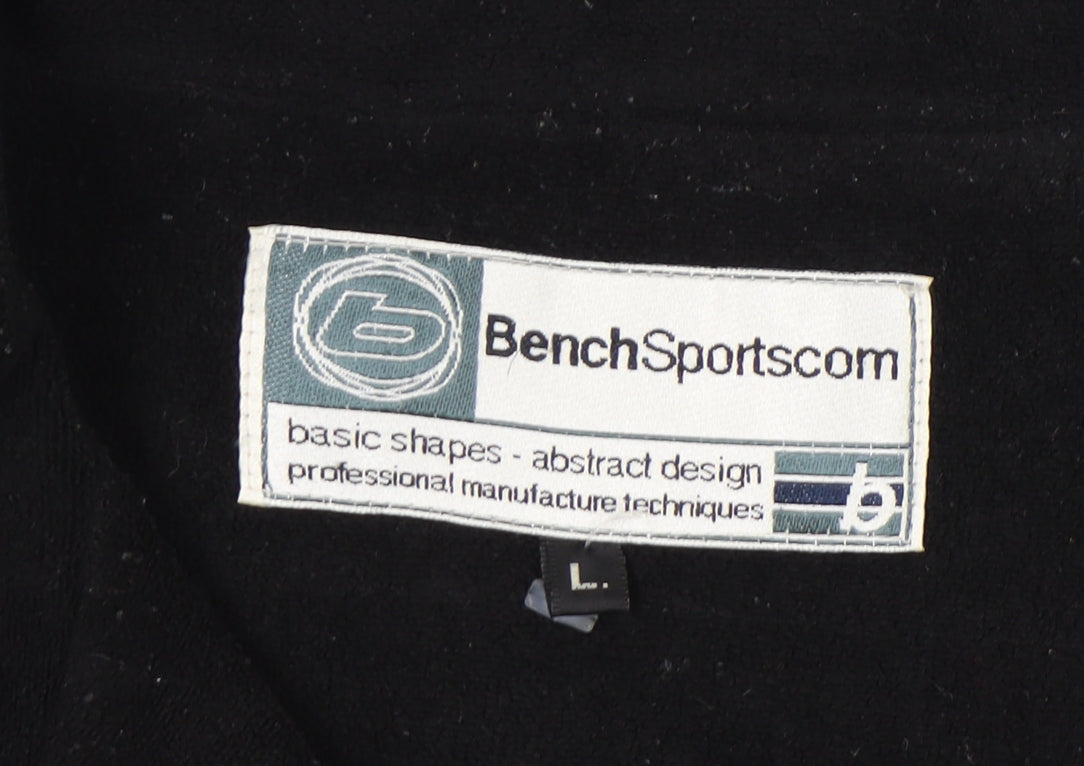 b
BenchSportscom
basic shapes - abstract design
professional manufacture techniques
b
L.